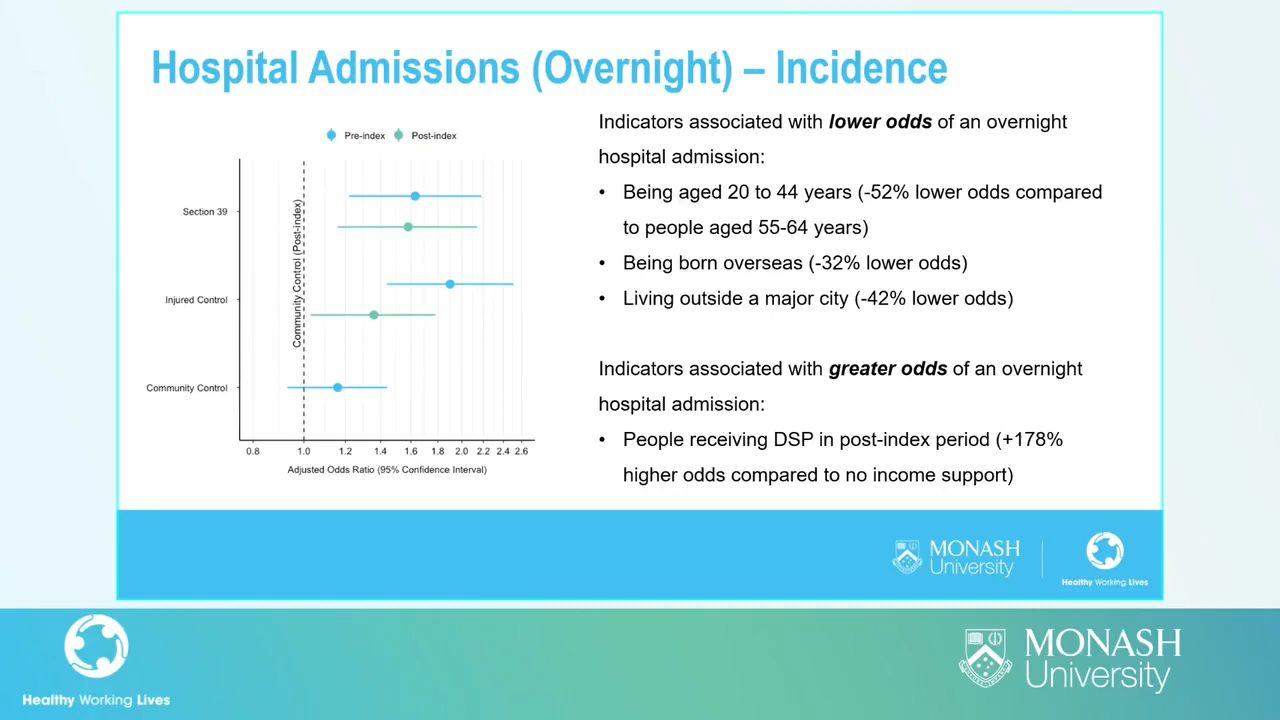 Hospital Admissions (Overnight) – Incidence
Pre-index Post-index
Section 39
Injured Control
Community Control
Community Control (Post-index)
0.8 1.0 1.2 1.4 1.6 1.8 2.0 2.2 2.4 2.6
Adjusted Odds Ratio (95% Confidence Interval)
Indicators associated with lower odds of an overnight
hospital admission:
• Being aged 20 to 44 years (-52% lower odds compared
to people aged 55-64 years)
• Being born overseas (-32% lower odds)
• Living outside a major city (-42% lower odds)
Indicators associated with greater odds of an overnight
hospital admission:
• People receiving DSP in post-index period (+178%
higher odds compared to no income support)
MONASH
University
Healthy Working Lives
Healthy Working Lives
MONASH
University